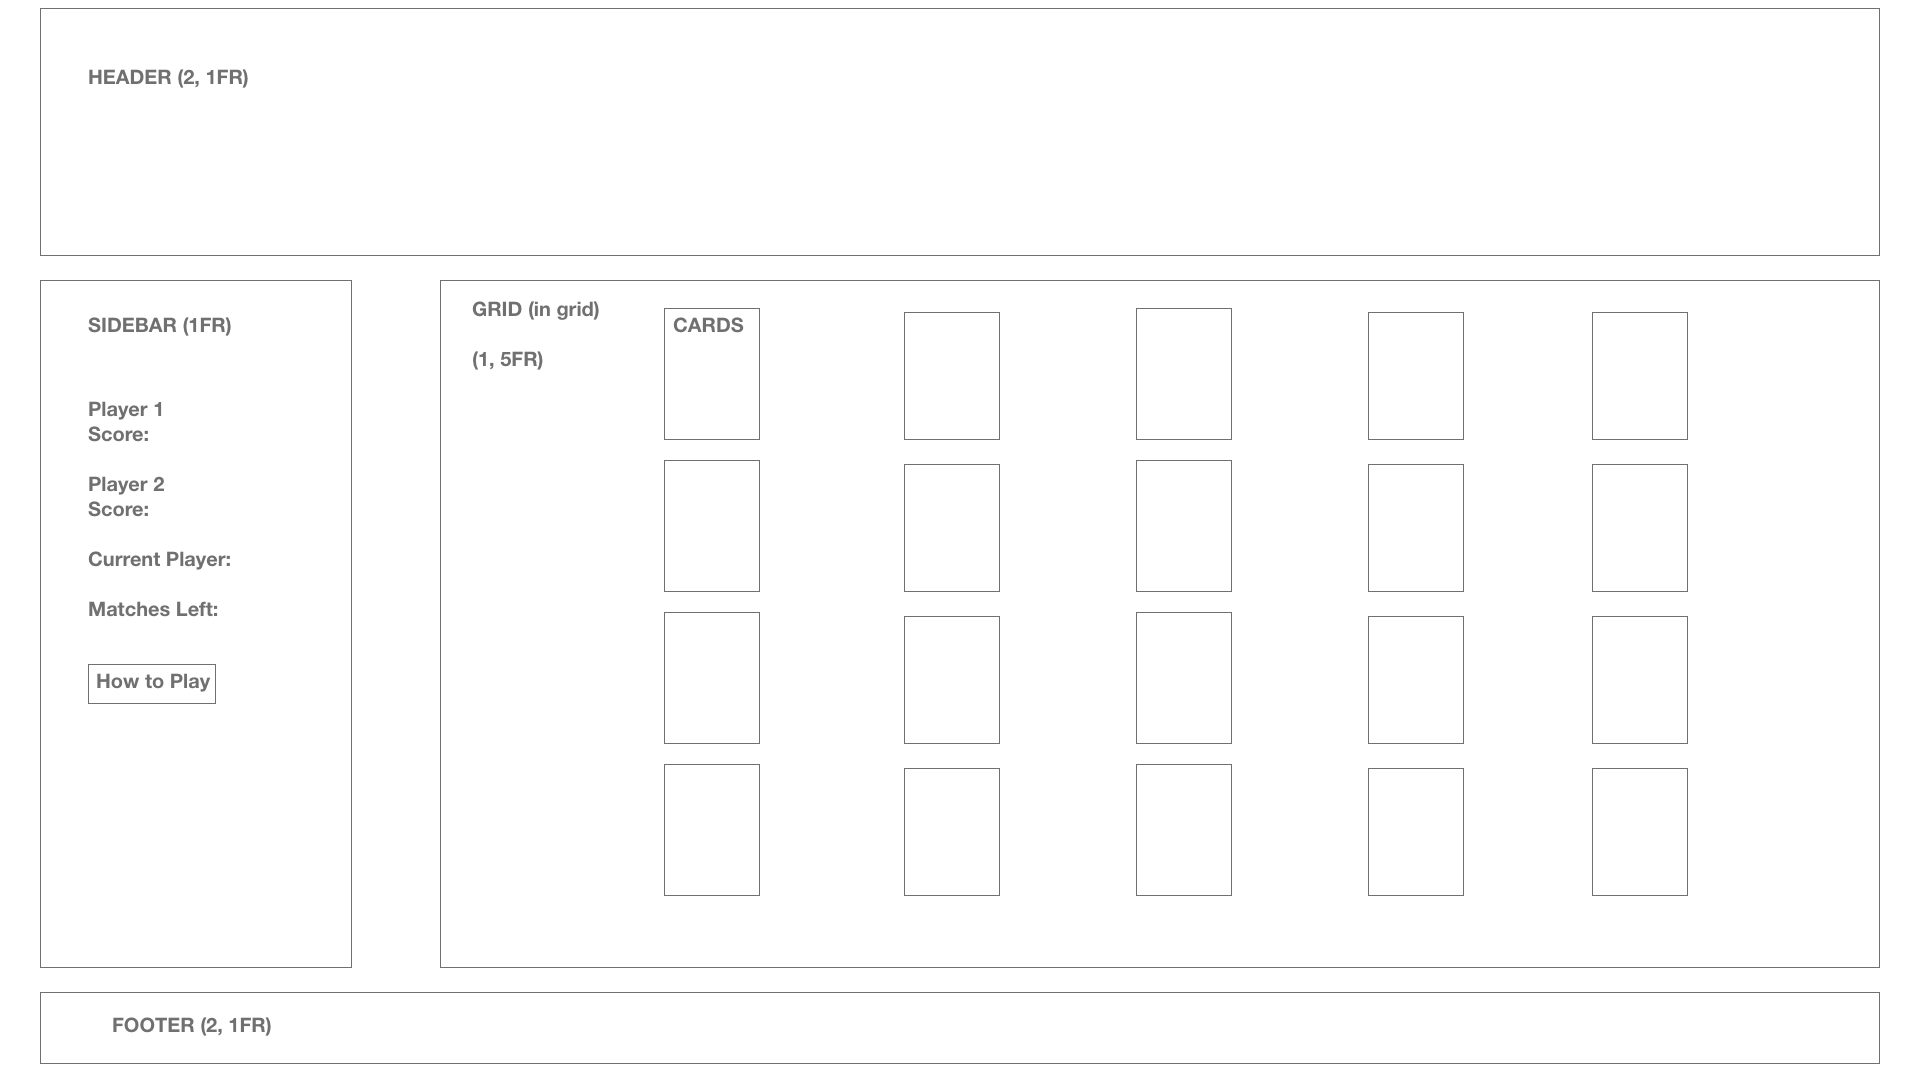 HEADER (2, 1FR)
SIDEBAR (1FR)
Player 1
Score:
Player 2
Score:
Current Player:
Matches Left:
How to Play
GRID (in grid)
(1, 5FR)
CARDS
FOOTER (2, 1FR)